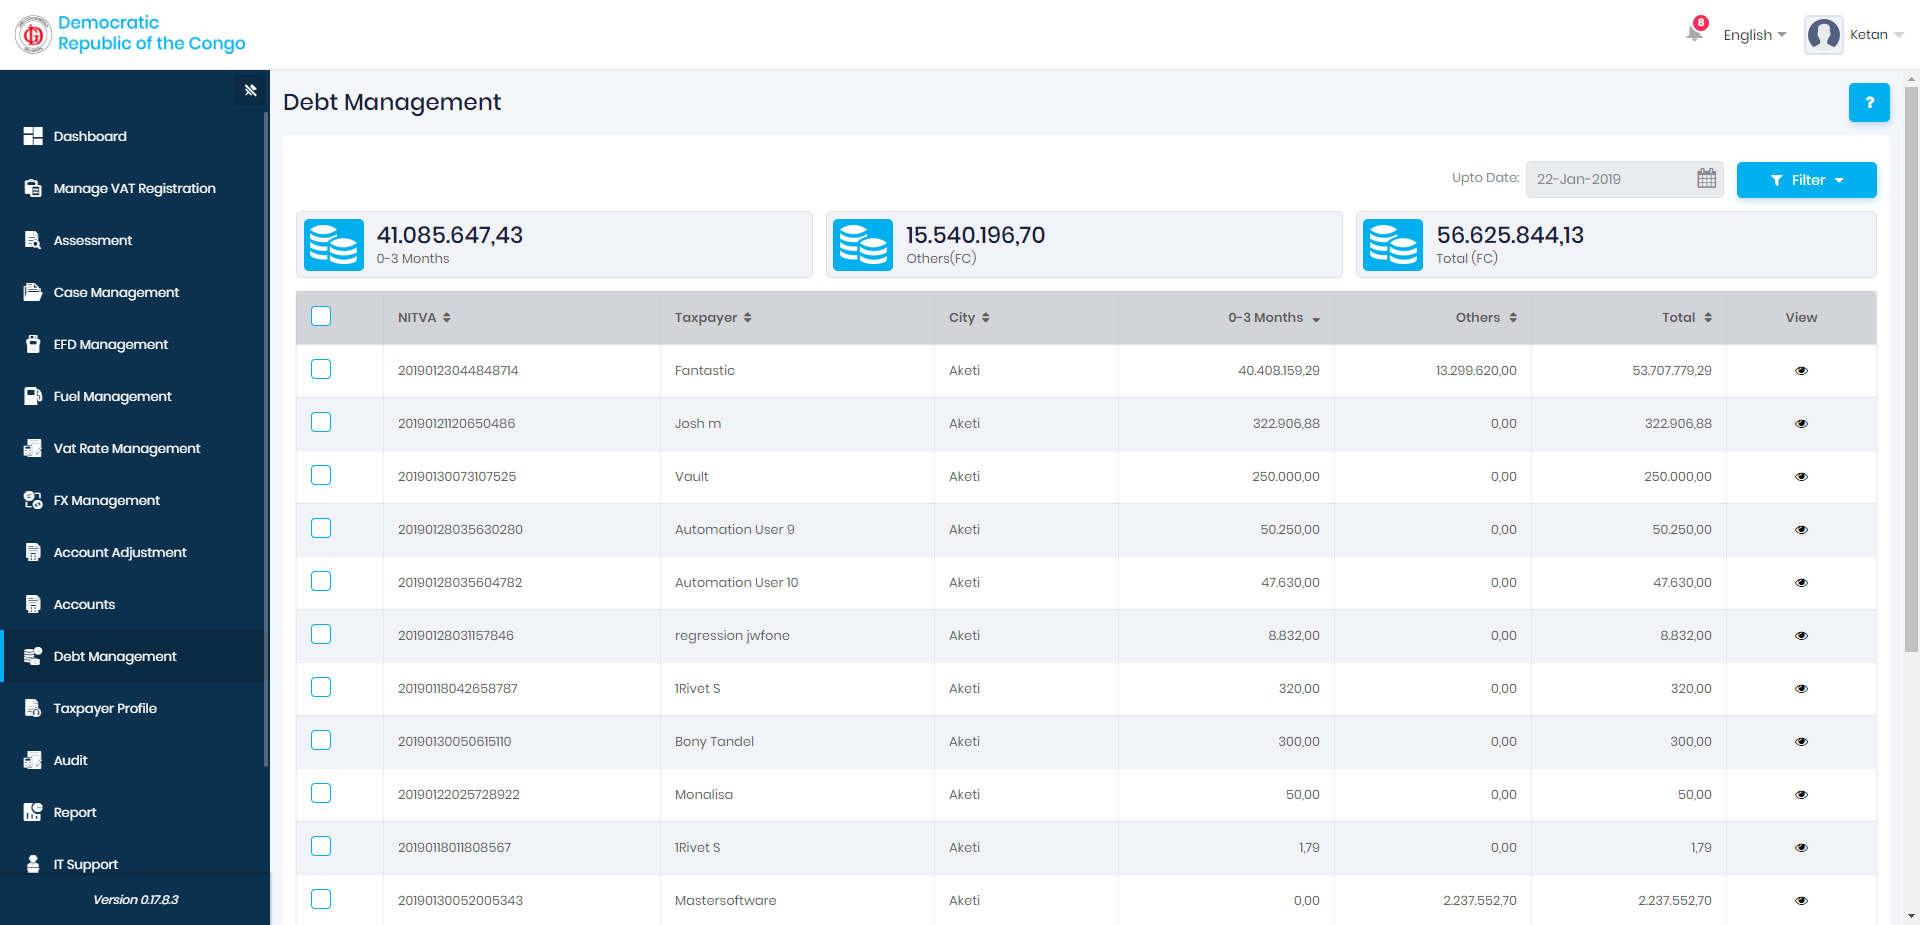 Democratic
Republic of the Congo
8
English
Ketan
Dashboard
Manage VAT Registration
Assessment
Case Management
EFD Management
Fuel Management
Vat Rate Management
FX Management
Account Adjustment
Accounts
Debt Management
Taxpayer Profile
Audit
Report
IT Support
Version 0.17.8.3
Debt Management
?
Upto Date: 22-Jan-2019 Filter
41.085.647,43
0-3 Months
15.540.196,70
Others(FC)
56.625.844,13
Total (FC)
NITVA Taxpayer City 0-3 Months Others Total View
20190123044848714 Fantastic Aketi 40.408.159,29 13.299.620,00 53.707.779,29
20190121120650486 Josh m Aketi 322.906,88 0,00 322.906,88
20190130073107525 Vault Aketi 250.000,00 0,00 250.000,00
20190128035630280 Automation User 9 Aketi 50.250,00 0,00 50.250,00
20190128035604782 Automation User 10 Aketi 47.630,00 0,00 47.630,00
20190128031157846 regression jwfone Aketi 8.832,00 0,00 8.832,00
20190118042658787 1Rivet S Aketi 320,00 0,00 320,00
20190130050615110 Bony Tandel Aketi 300,00 0,00 300,00
20190122025728922 Monalisa Aketi 50,00 0,00 50,00
20190118011808567 1Rivet S Aketi 1,79 0,00 1,79
20190130052005343 Mastersoftware Aketi 0,00 2.237.552,70 2.237.552,70